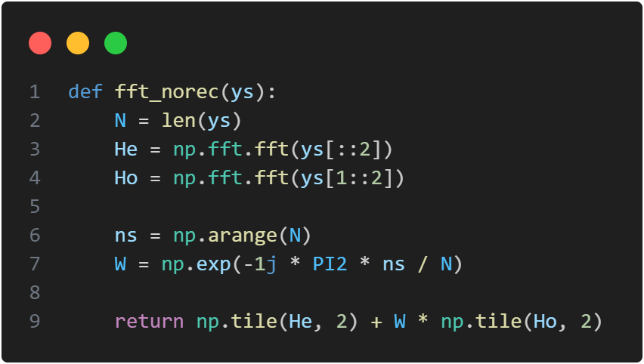 1 def fft_norec(ys):
2     N = len(ys)
3     He = np.fft.fft(ys[::2])
4     Ho = np.fft.fft(ys[1::2])
5
6     ns = np.arange(N)
7     W = np.exp(-1j * PI2 * ns / N)
8
9     return np.tile(He, 2) + W * np.tile(Ho, 2)